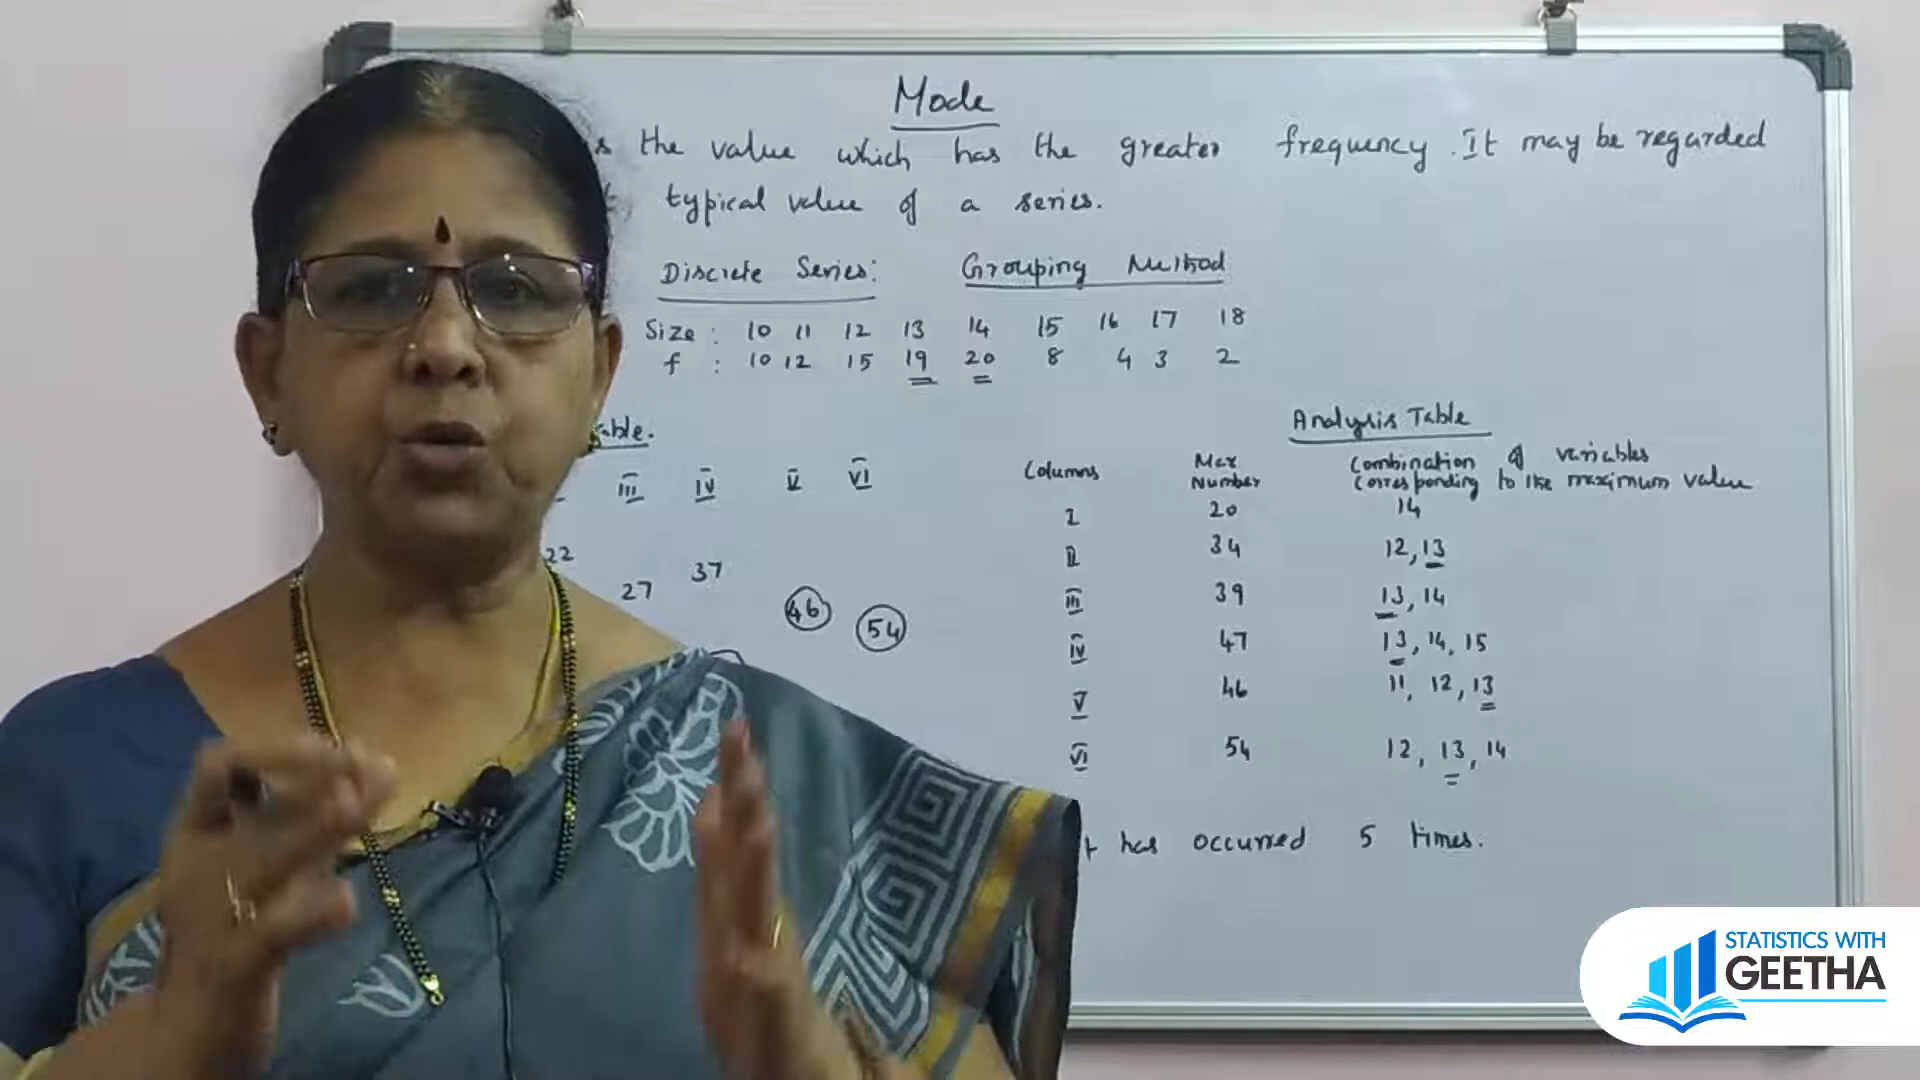 Mode
the value which has the greater frequency. It may be regarded
typical value of a series.
Discrete Series: Grouping Method
Size : 10 11 12 13 14 15 16 17 18
f : 10 12 15 19 20 8 4 3 2
Analysis Table
Columns Max Number Combination of variables corresponding to the maximum value
I 20 14
II 34 12, 13
III 39 13, 14
IV 47 13, 14, 15
V 46 11, 12, 13
VI 54 12, 13, 14
III IV V VI
22
27 37
46 54
has occurred 5 times.
STATISTICS WITH
GEETHA